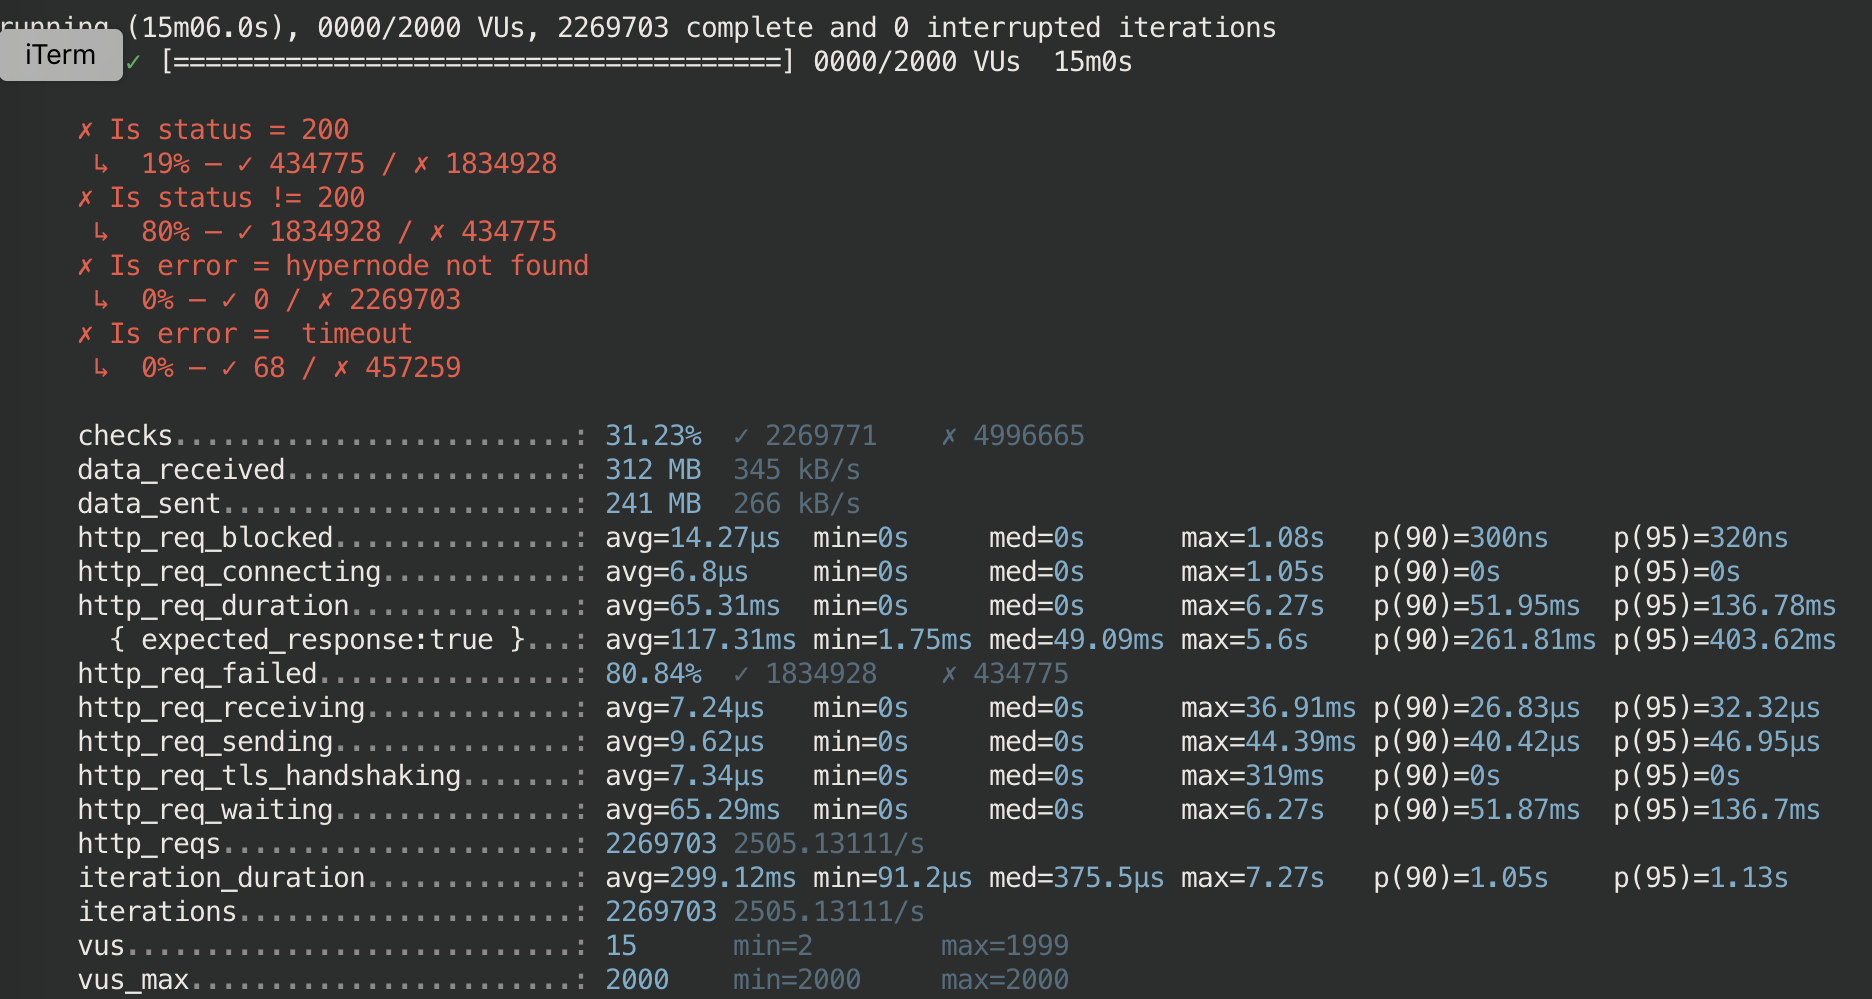 running (15m06.0s), 0000/2000 VUs, 2269703 complete and 0 interrupted iterations
iTerm
✓ [======================================] 0000/2000 VUs  15m0s
✗ Is status = 200
↳  19% — ✓ 434775 / ✗ 1834928
✗ Is status != 200
↳  80% — ✓ 1834928 / ✗ 434775
✗ Is error = hypernode not found
↳  0% — ✓ 0 / ✗ 2269703
✗ Is error =  timeout
↳  0% — ✓ 68 / ✗ 457259
checks.........................: 31.23%  ✓ 2269771    ✗ 4996665
data_received..................: 312 MB  345 kB/s
data_sent......................: 241 MB  266 kB/s
http_req_blocked...............: avg=14.27µs  min=0s     med=0s      max=1.08s   p(90)=300ns    p(95)=320ns
http_req_connecting............: avg=6.8µs    min=0s     med=0s      max=1.05s   p(90)=0s       p(95)=0s
http_req_duration..............: avg=65.31ms  min=0s     med=0s      max=6.27s   p(90)=51.95ms  p(95)=136.78ms
{ expected_response:true }...: avg=117.31ms min=1.75ms med=49.09ms max=5.6s    p(90)=261.81ms p(95)=403.62ms
http_req_failed................: 80.84%  ✓ 1834928    ✗ 434775
http_req_receiving.............: avg=7.24µs   min=0s     med=0s      max=36.91ms p(90)=26.83µs  p(95)=32.32µs
http_req_sending...............: avg=9.62µs   min=0s     med=0s      max=44.39ms p(90)=40.42µs  p(95)=46.95µs
http_req_tls_handshaking.......: avg=7.34µs   min=0s     med=0s      max=319ms   p(90)=0s       p(95)=0s
http_req_waiting...............: avg=65.29ms  min=0s     med=0s      max=6.27s   p(90)=51.87ms  p(95)=136.7ms
http_reqs......................: 2269703 2505.13111/s
iteration_duration.............: avg=299.12ms min=91.2µs med=375.5µs max=7.27s   p(90)=1.05s    p(95)=1.13s
iterations.....................: 2269703 2505.13111/s
vus............................: 15      min=2        max=1999
vus_max........................: 2000    min=2000     max=2000